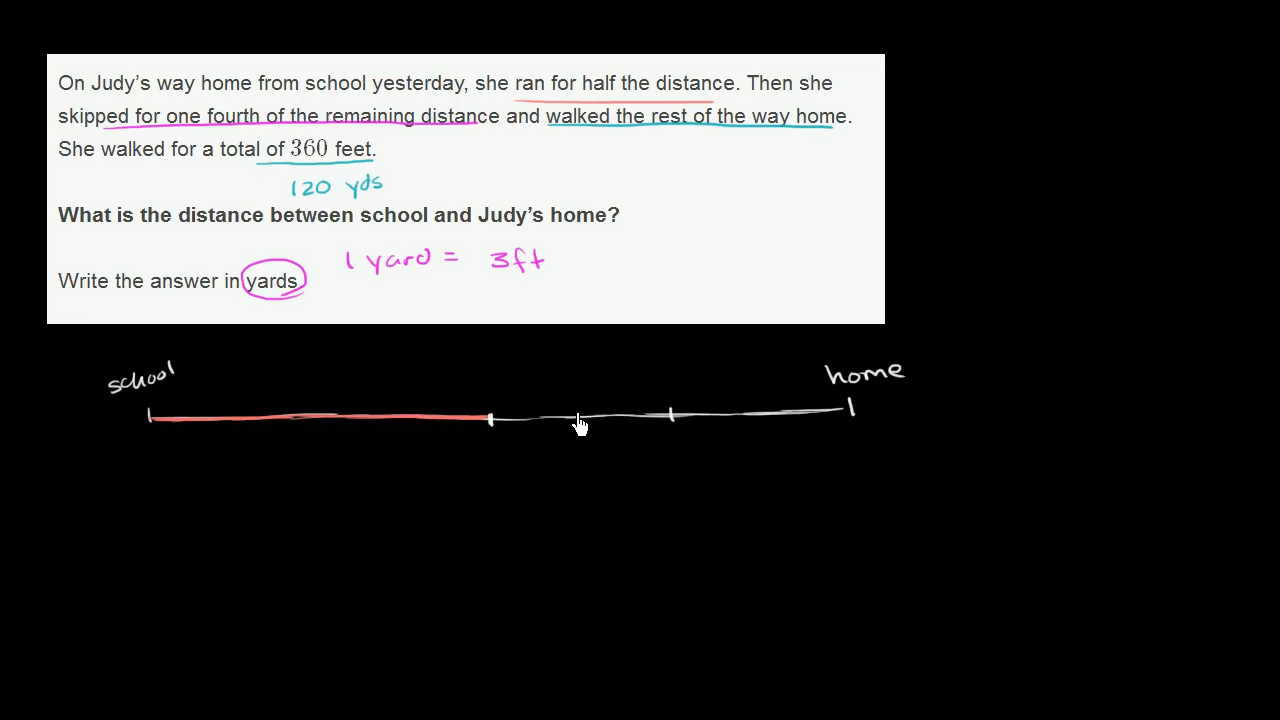 On Judy’s way home from school yesterday, she ran for half the distance. Then she
skipped for one fourth of the remaining distance and walked the rest of the way home.
She walked for a total of 360 feet.
120 yds
What is the distance between school and Judy’s home?
1 yard = 3ft
Write the answer in yards.
school home